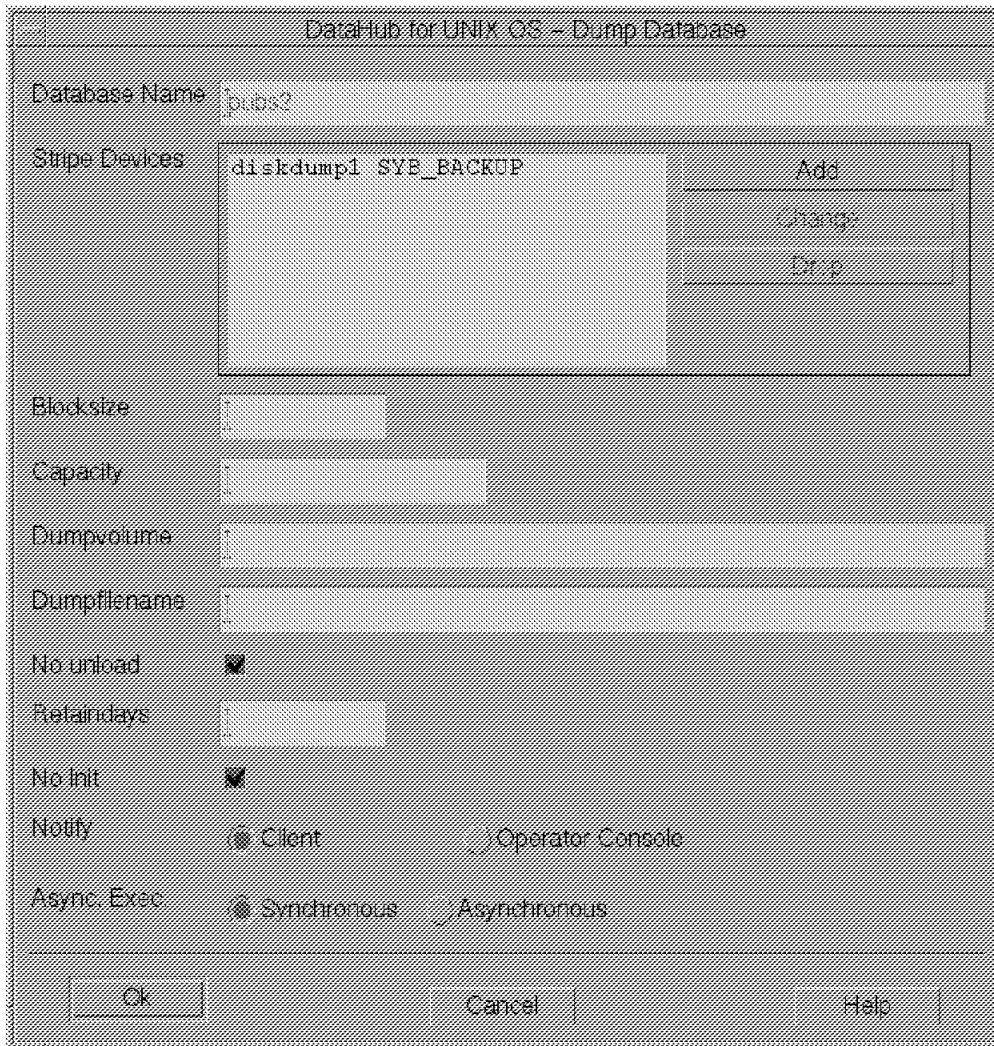 DataHub for UNIX OS - Dump Database
Database Name pubs2
Stripe Devices diskdump1 SYB_BACKUP Add
Change
Drop
Blocksize
Capacity
Dumpvolume
Dumpfilename
No unload
Retaindays
No Init
Notify Client Operator Console
Async. Exec Synchronous Asynchronous
Ok Cancel Help